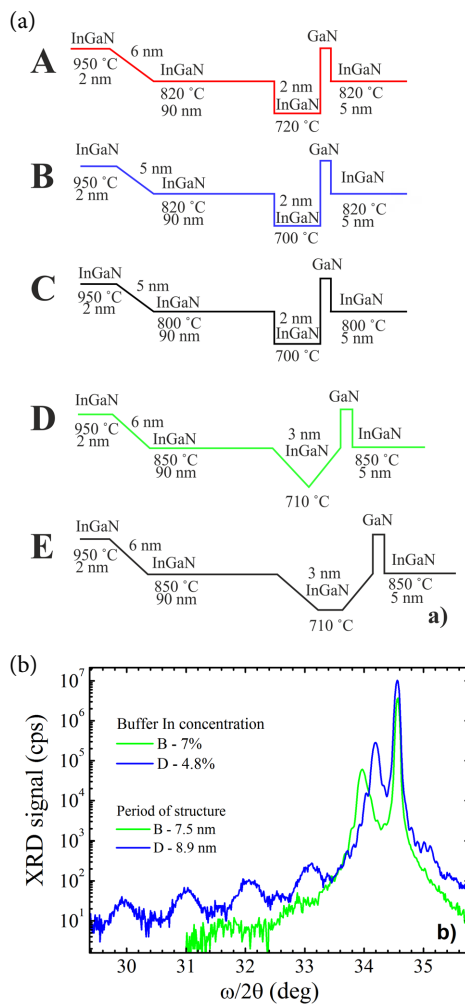 (a)
InGaN
GaN
A
6 nm
950 ˚C
InGaN
2 nm
InGaN
2 nm
820 ˚C
InGaN
820 ˚C
90 nm
720 ˚C
5 nm
InGaN
GaN
B
5 nm
950 ˚C
InGaN
2 nm
InGaN
2 nm
820 ˚C
InGaN
820 ˚C
90 nm
700 ˚C
5 nm
InGaN
GaN
C
5 nm
950 ˚C
InGaN
InGaN
2 nm
2 nm
800 ˚C
InGaN
800 ˚C
90 nm
700 ˚C
5 nm
InGaN
GaN
D
6 nm
950 ˚C
InGaN
3 nm
InGaN
2 nm
850 ˚C
InGaN
850 ˚C
90 nm
710 ˚C
5 nm
InGaN
GaN
E
6 nm
950 ˚C
InGaN
3 nm
InGaN
2 nm
850 ˚C
InGaN
850 ˚C
90 nm
710 ˚C
5 nm
a)
(b)
XRD signal (cps)
10⁷
10⁶
10⁵
10⁴
10³
10²
10¹
Buffer In concentration
B - 7%
D - 4.8%
Period of structure
B - 7.5 nm
D - 8.9 nm
b)
30 31 32 33 34 35
ω/2θ (deg)